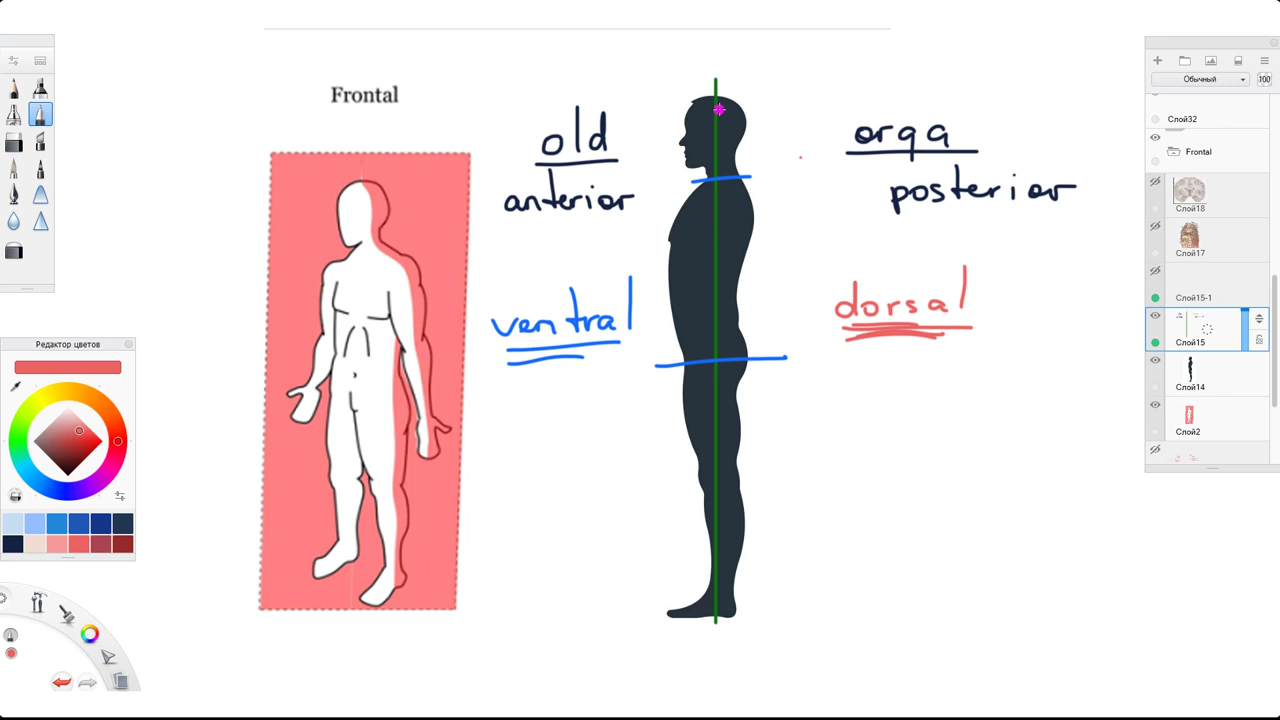 Frontal
old
anterior
orqa
posterior
ventral
dorsal
Редактор цветов
Обычный
100
Слой32
Frontal
Слой18
Слой17
Слой15-1
Слой15
Слой14
Слой2